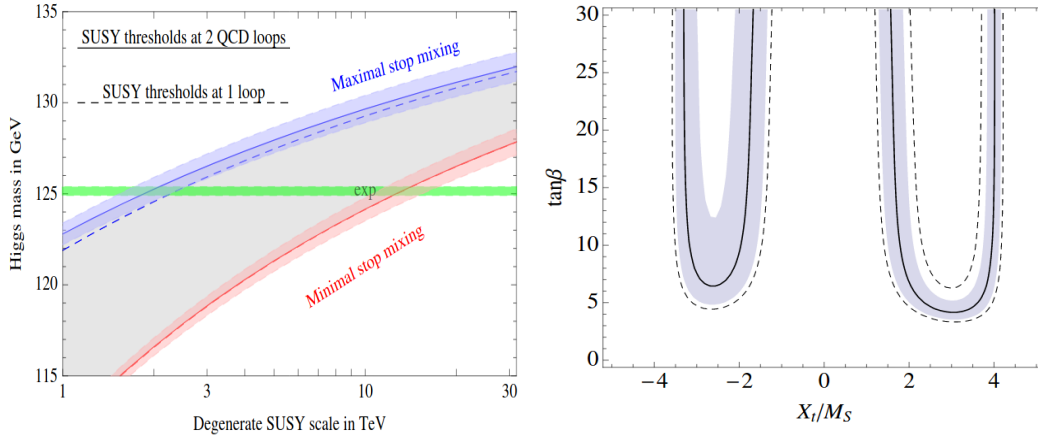 135
130
125
120
115
1
3
10
30
Higgs mass in GeV
Degenerate SUSY scale in TeV
SUSY thresholds at 2 QCD loops
SUSY thresholds at 1 loop
Maximal stop mixing
exp
Minimal stop mixing
30
25
20
15
10
5
0
-4
-2
0
2
4
tanβ
X_t/M_S